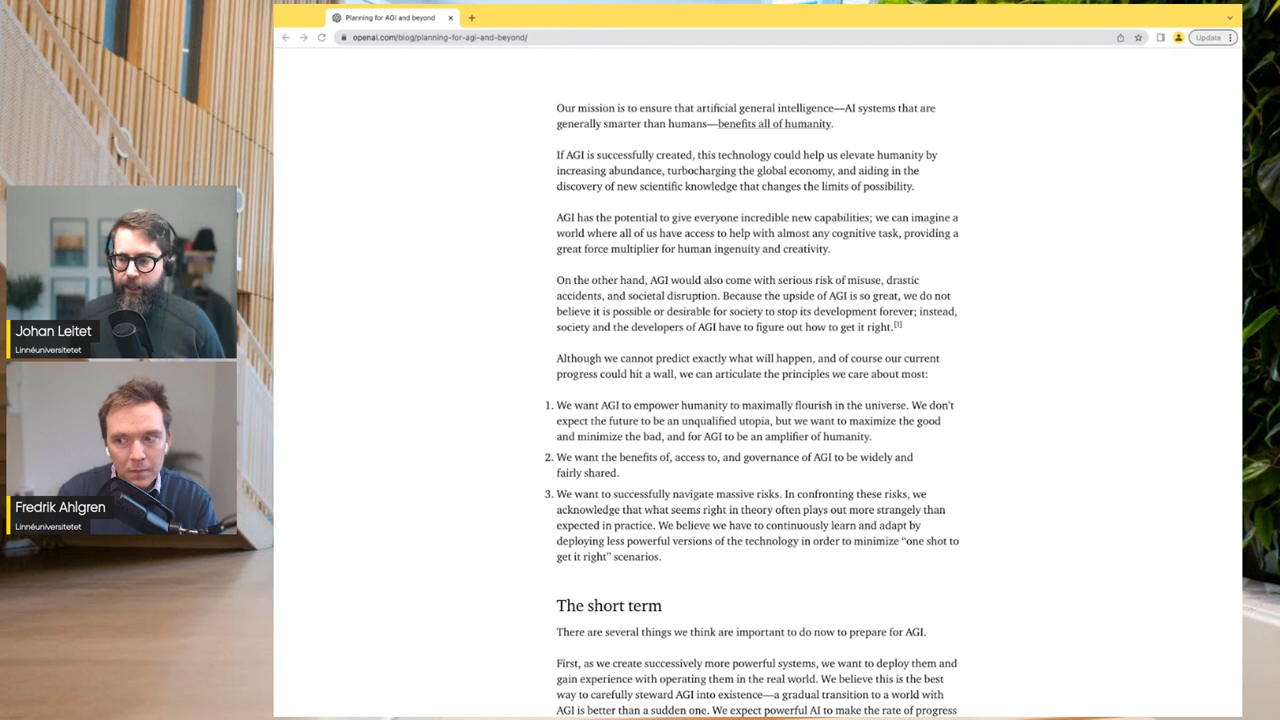 Planning for AGI and beyond
openai.com/blog/planning-for-agi-and-beyond/
Update
Our mission is to ensure that artificial general intelligence—AI systems that are
generally smarter than humans—benefits all of humanity.
If AGI is successfully created, this technology could help us elevate humanity by
increasing abundance, turbocharging the global economy, and aiding in the
discovery of new scientific knowledge that changes the limits of possibility.
AGI has the potential to give everyone incredible new capabilities; we can imagine a
world where all of us have access to help with almost any cognitive task, providing a
great force multiplier for human ingenuity and creativity.
On the other hand, AGI would also come with serious risk of misuse, drastic
accidents, and societal disruption. Because the upside of AGI is so great, we do not
believe it is possible or desirable for society to stop its development forever; instead,
society and the developers of AGI have to figure out how to get it right.[1]
Although we cannot predict exactly what will happen, and of course our current
progress could hit a wall, we can articulate the principles we care about most:
1. We want AGI to empower humanity to maximally flourish in the universe. We don't
expect the future to be an unqualified utopia, but we want to maximize the good
and minimize the bad, and for AGI to be an amplifier of humanity.
2. We want the benefits of, access to, and governance of AGI to be widely and
fairly shared.
3. We want to successfully navigate massive risks. In confronting these risks, we
acknowledge that what seems right in theory often plays out more strangely than
expected in practice. We believe we have to continuously learn and adapt by
deploying less powerful versions of the technology in order to minimize “one shot to
get it right” scenarios.
The short term
There are several things we think are important to do now to prepare for AGI.
First, as we create successively more powerful systems, we want to deploy them and
gain experience with operating them in the real world. We believe this is the best
way to carefully steward AGI into existence—a gradual transition to a world with
AGI is better than a sudden one. We expect powerful AI to make the rate of progress
Johan Leitet
Linnéuniversitetet
Fredrik Ahlgren
Linnéuniversitetet